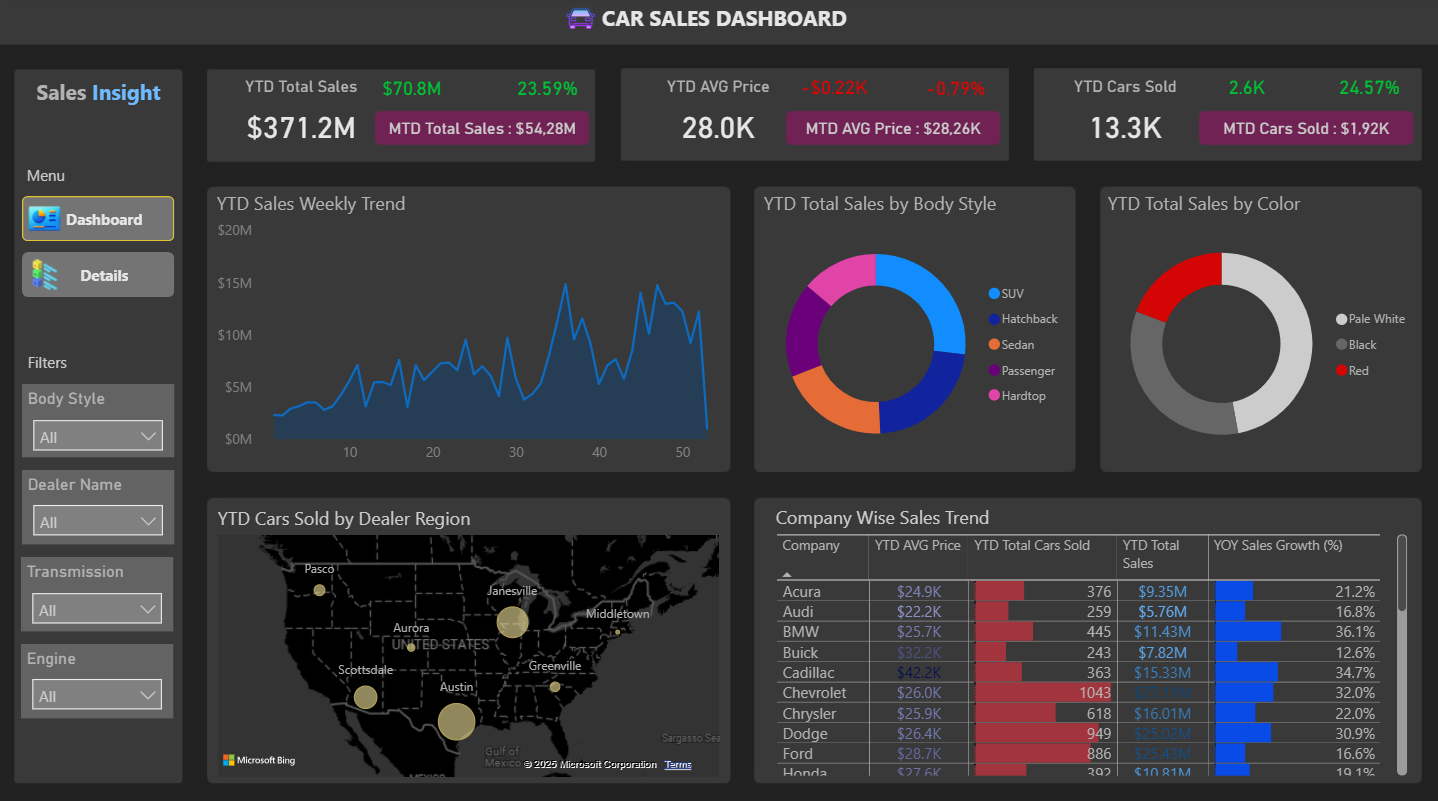 CAR SALES DASHBOARD
Sales Insight
Menu
Dashboard
Details
Filters
Body Style
All
Dealer Name
All
Transmission
All
Engine
All
YTD Total Sales
$70.8M
23.59%
$371.2M
MTD Total Sales : $54,28M
YTD AVG Price
-$0.22K
-0.79%
28.0K
MTD AVG Price : $28,26K
YTD Cars Sold
2.6K
24.57%
13.3K
MTD Cars Sold : $1,92K
YTD Sales Weekly Trend
$20M
$15M
$10M
$5M
$0M
10 20 30 40 50
YTD Total Sales by Body Style
SUV
Hatchback
Sedan
Passenger
Hardtop
YTD Total Sales by Color
Pale White
Black
Red
YTD Cars Sold by Dealer Region
Pasco
Janesville
Middletown
Aurora
UNITED STATES
Scottsdale
Greenville
Austin
Sargasso Sea
Gulf of
Mexico
MEXICO
Microsoft Bing
© 2025 Microsoft Corporation Terms
Company Wise Sales Trend
Company YTD AVG Price YTD Total Cars Sold YTD Total Sales YOY Sales Growth (%)
Acura $24.9K 376 $9.35M 21.2%
Audi $22.2K 259 $5.76M 16.8%
BMW $25.7K 445 $11.43M 36.1%
Buick $32.2K 243 $7.82M 12.6%
Cadillac $42.2K 363 $15.33M 34.7%
Chevrolet $26.0K 1043 32.0%
Chrysler $25.9K 618 $16.01M 22.0%
Dodge $26.4K 949 $25.02M 30.9%
Ford $28.7K 886 $25.43M 16.6%
Honda $27.6K 392 $10.81M 19.1%